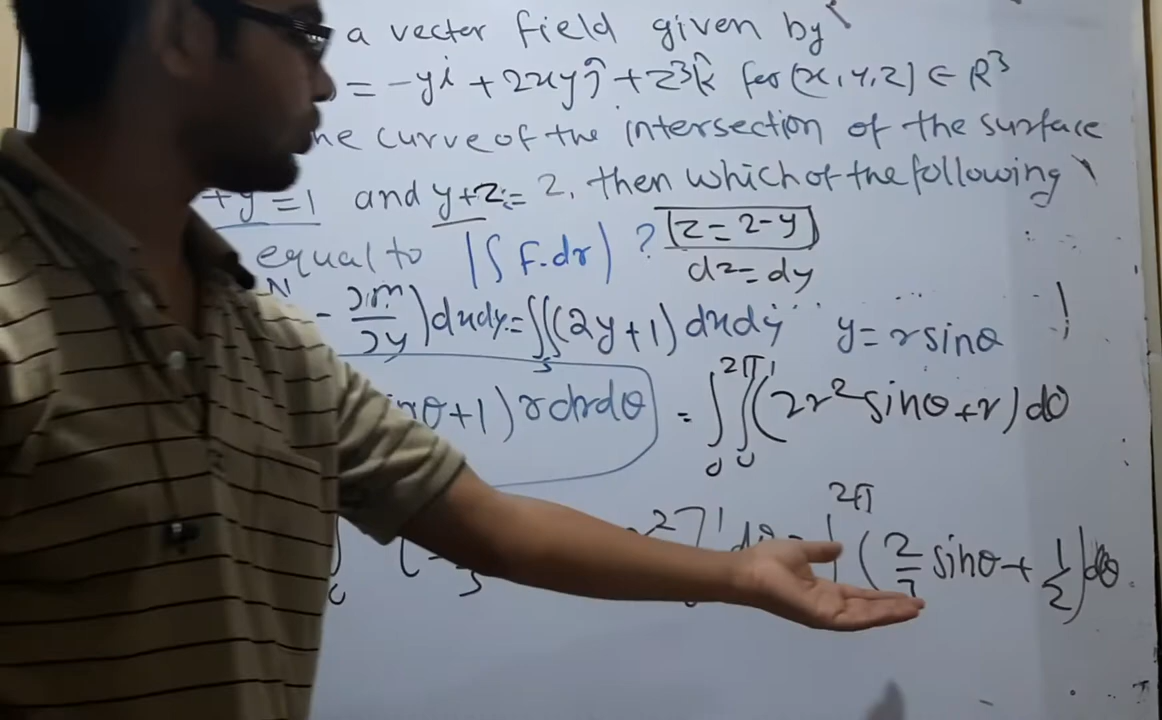 a vector field given by
= -yi + 2xyĵ + z³k̂ for (x, y, z) ∈ R³
he curve of the intersection of the surface
+y = 1 and y+z = 2, then which of the following
equal to |∫ F.dr| ? z = 2-y
dz = dy
- ∂m/∂y) dxdy = ∬(2y+1) dxdy y = r sinθ
inθ+1) r dr dθ = ∫₀^2π ∫₀^1 (2r² sinθ + r) dθ
2π (2/3 sinθ + 1/2) dθ